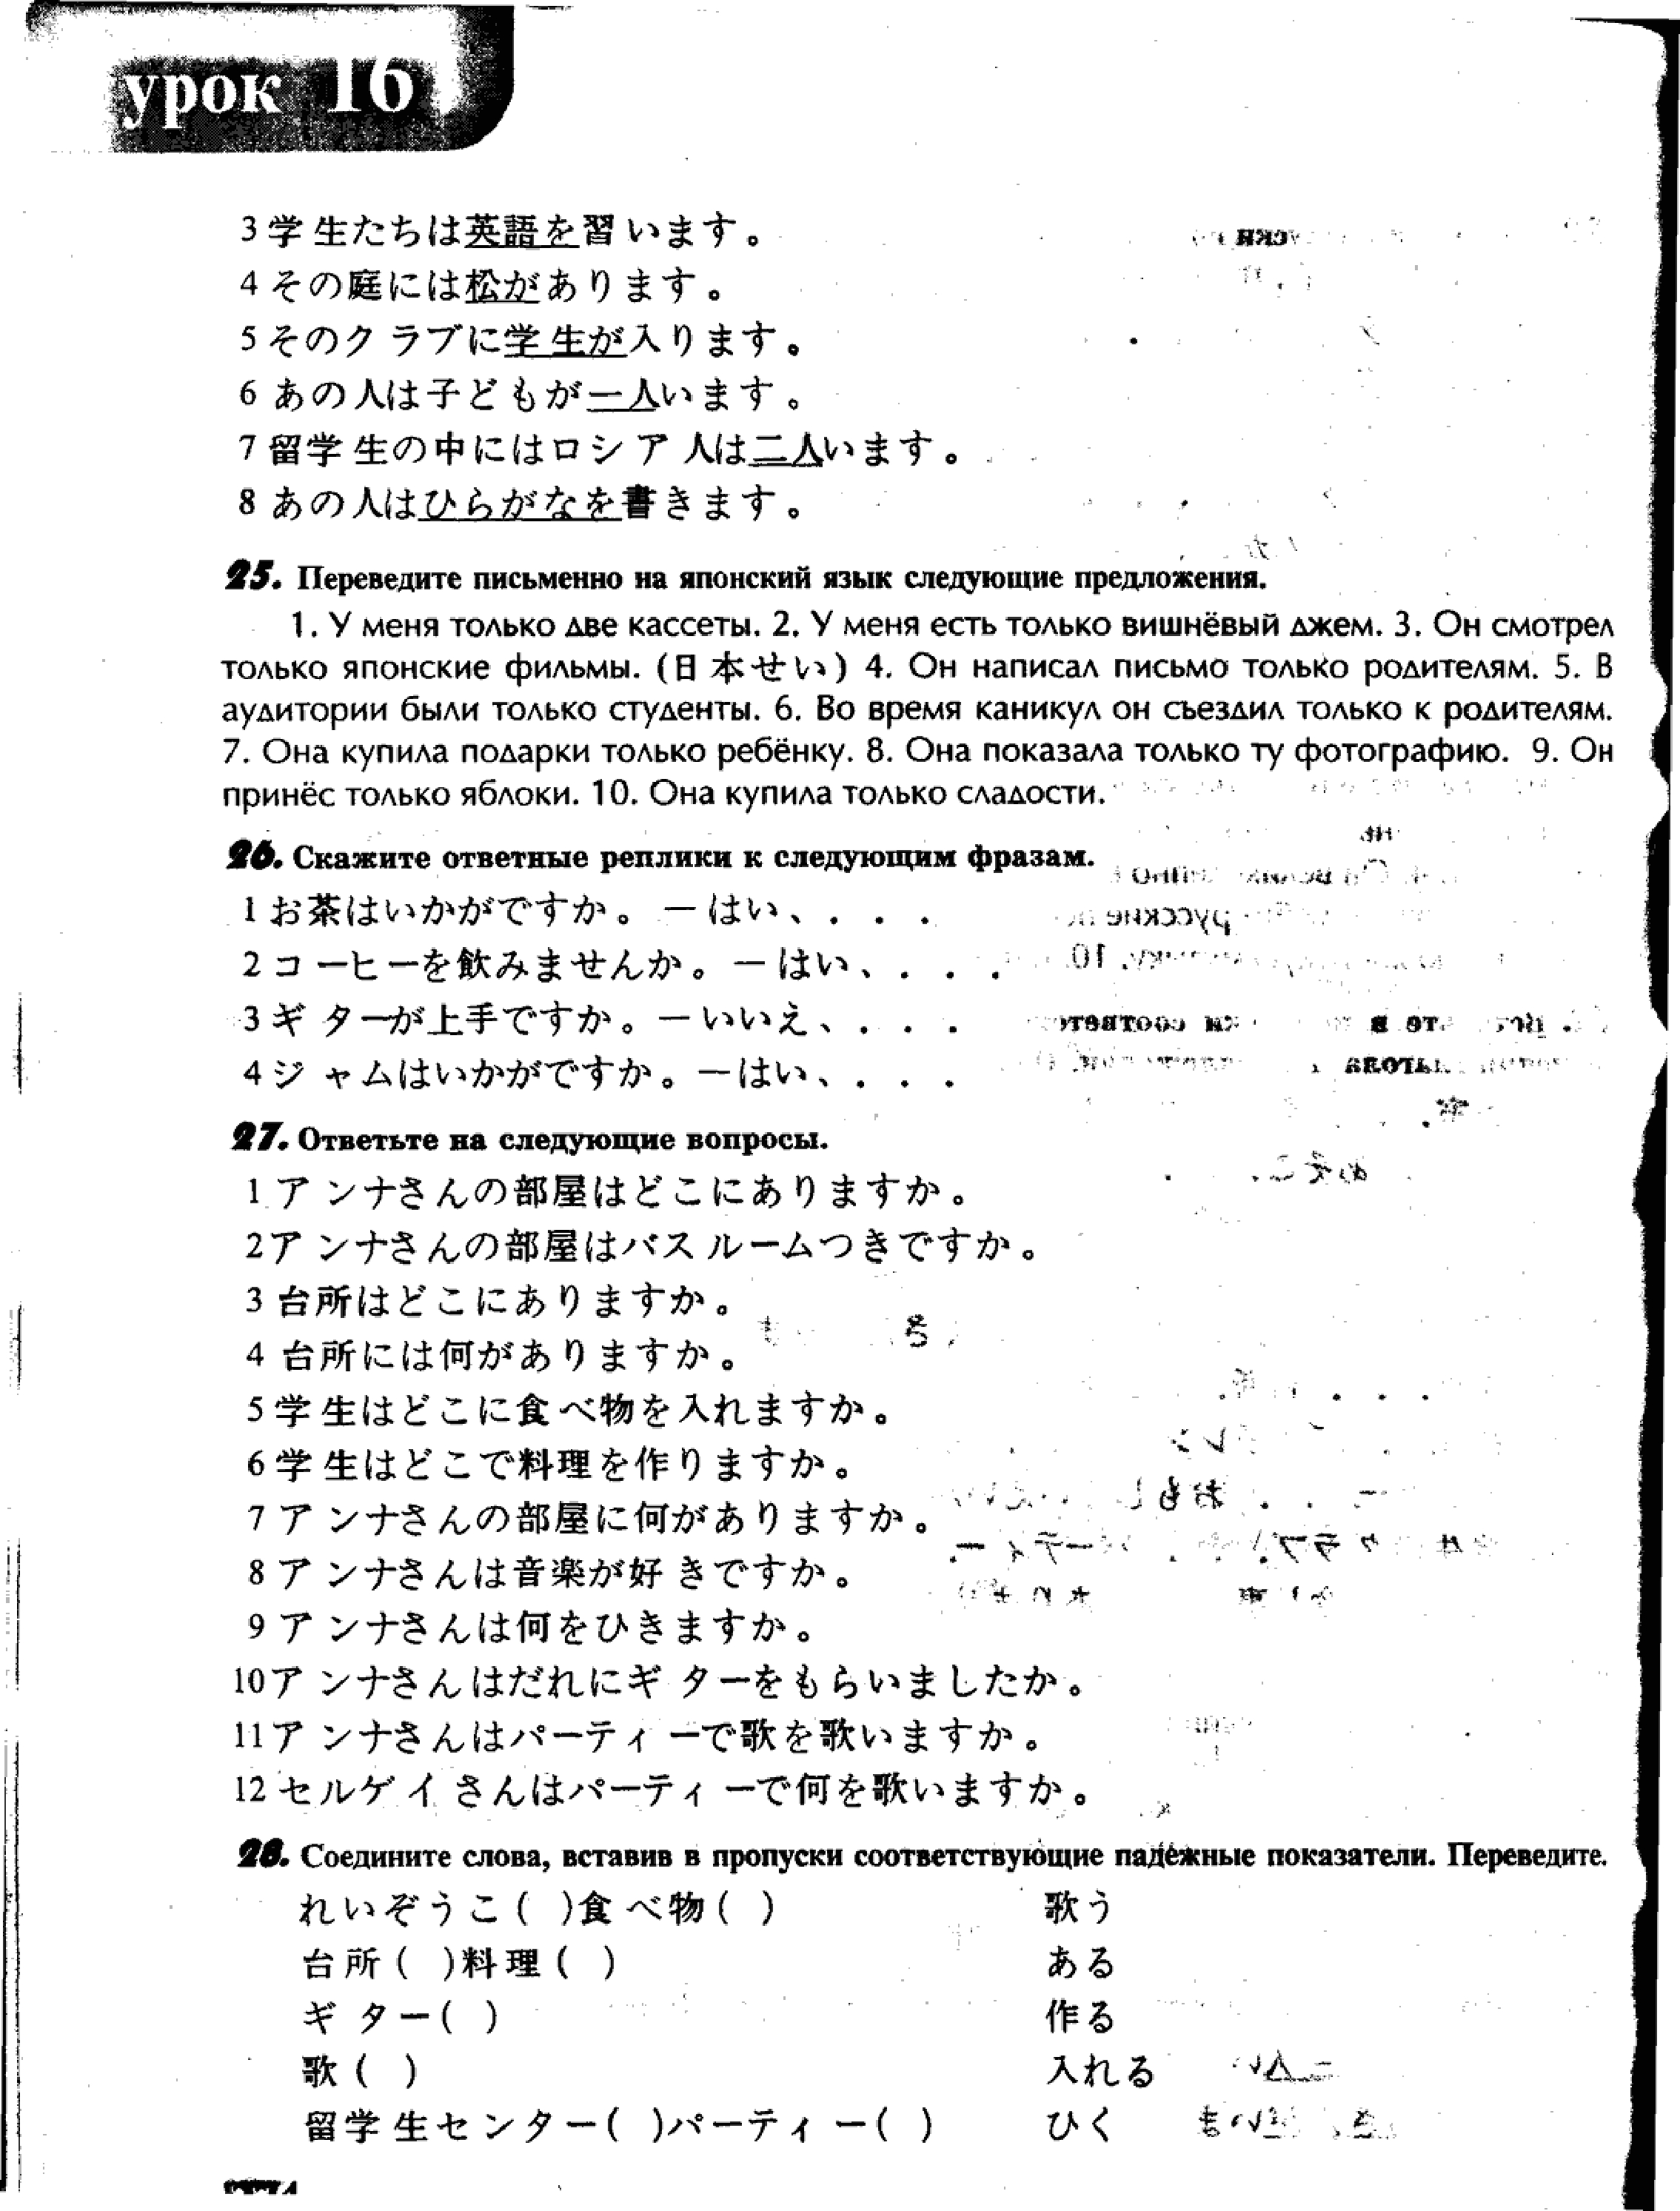 урок 16
3 学生たちは英語を習います。
4 その庭には松があります。
5 そのクラブに学生が入ります。
6 あの人は子どもが一人います。
7 留学生の中にはロシア人は二人います。
8 あの人はひらがなを書きます。
25. Переведите письменно на японский язык следующие предложения.
1. У меня только две кассеты. 2. У меня есть только вишнёвый джем. 3. Он смотрел
только японские фильмы. (日本せい) 4. Он написал письмо только родителям. 5. В
аудитории были только студенты. 6. Во время каникул он съездил только к родителям.
7. Она купила подарки только ребёнку. 8. Она показала только ту фотографию. 9. Он
принёс только яблоки. 10. Она купила только сладости.
26. Скажите ответные реплики к следующим фразам.
1 お茶はいかがですか。ーはい、. . .
2 コーヒーを飲みませんか。ーはい、. . .
3 ギターが上手ですか。ーいいえ、. . .
4 ジャムはいかがですか。ーはい、. . .
27. Ответьте на следующие вопросы.
1 アンナさんの部屋はどこにありますか。
2 アンナさんの部屋はバスルームつきですか。
3 台所はどこにありますか。
4 台所には何がありますか。
5 学生はどこに食べ物を入れますか。
6 学生はどこで料理を作りますか。
7 アンナさんの部屋に何がありますか。
8 アンナさんは音楽が好きですか。
9 アンナさんは何をひきますか。
10 アンナさんはだれにギターをもらいましたか。
11 アンナさんはパーティーで歌を歌いますか。
12 セルゲイさんはパーティーで何を歌いますか。
28. Соедините слова, вставив в пропуски соответствующие падежные показатели. Переведите.
れいぞうこ ( )食べ物 ( ) 歌う
台所 ( )料理 ( ) ある
ギター ( ) 作る
歌 ( ) 入れる
留学生センター ( )パーティー ( ) ひく